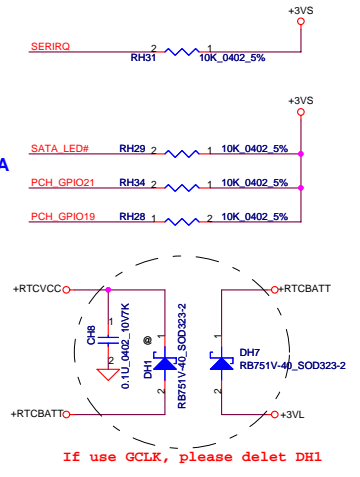 +3VS
SERIRQ 2 1
RH31 10K_0402_5%
+3VS
SATA_LED# RH29 2 1 10K_0402_5%
A
PCH_GPIO21 RH34 2 1 10K_0402_5%
PCH_GPIO19 RH28 1 2 10K_0402_5%
+RTCVCC +RTCBATT
1 1 1
CH8
0.1U_0402_10V7K
2
@
DH1
RB751V-40_SOD323-2
2
DH7
RB751V-40_SOD323-2
2
+RTCBATT +3VL
If use GCLK, please delet DH1